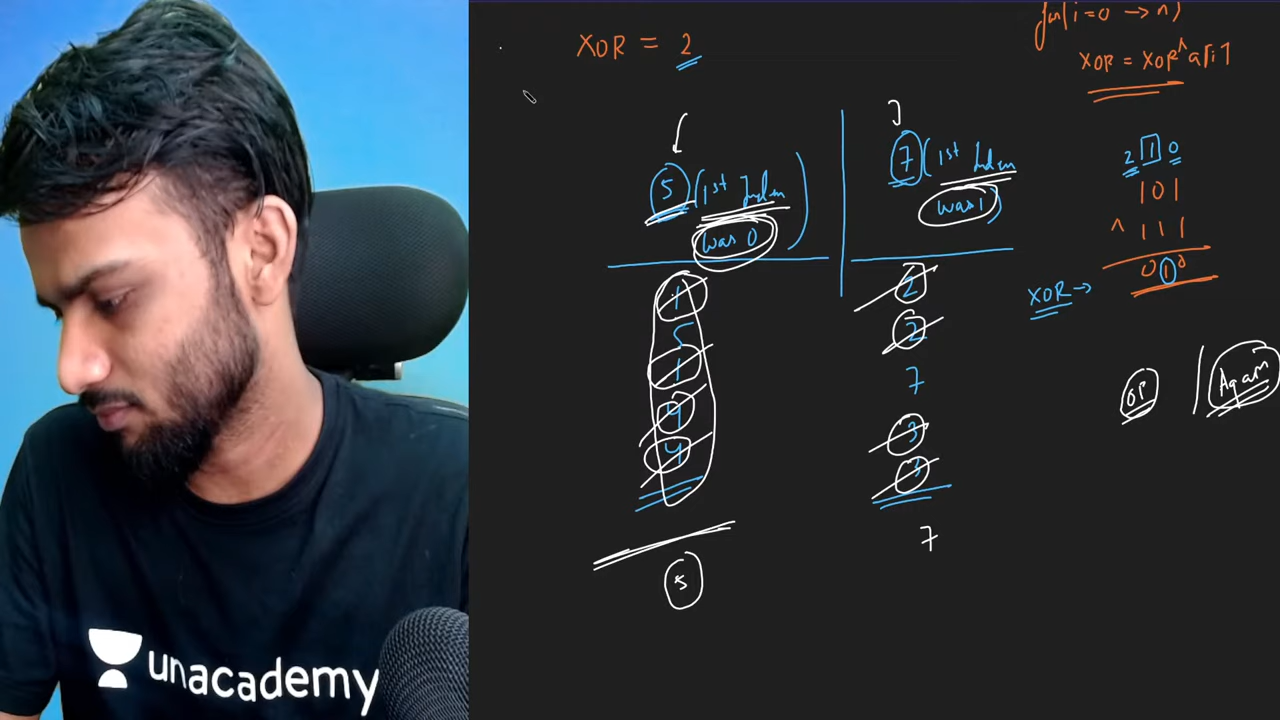 XOR = 2
for(i=0 → n)
XOR = XOR^a[i]
5 (1st Index
was 0)
1
5
1
4
4
5
7 (1st Index
was 1)
2
2
7
3
3
7
2 1 0
1 0 1
^ 1 1 1
XOR → 0 1 0
OP | Again
unacademy